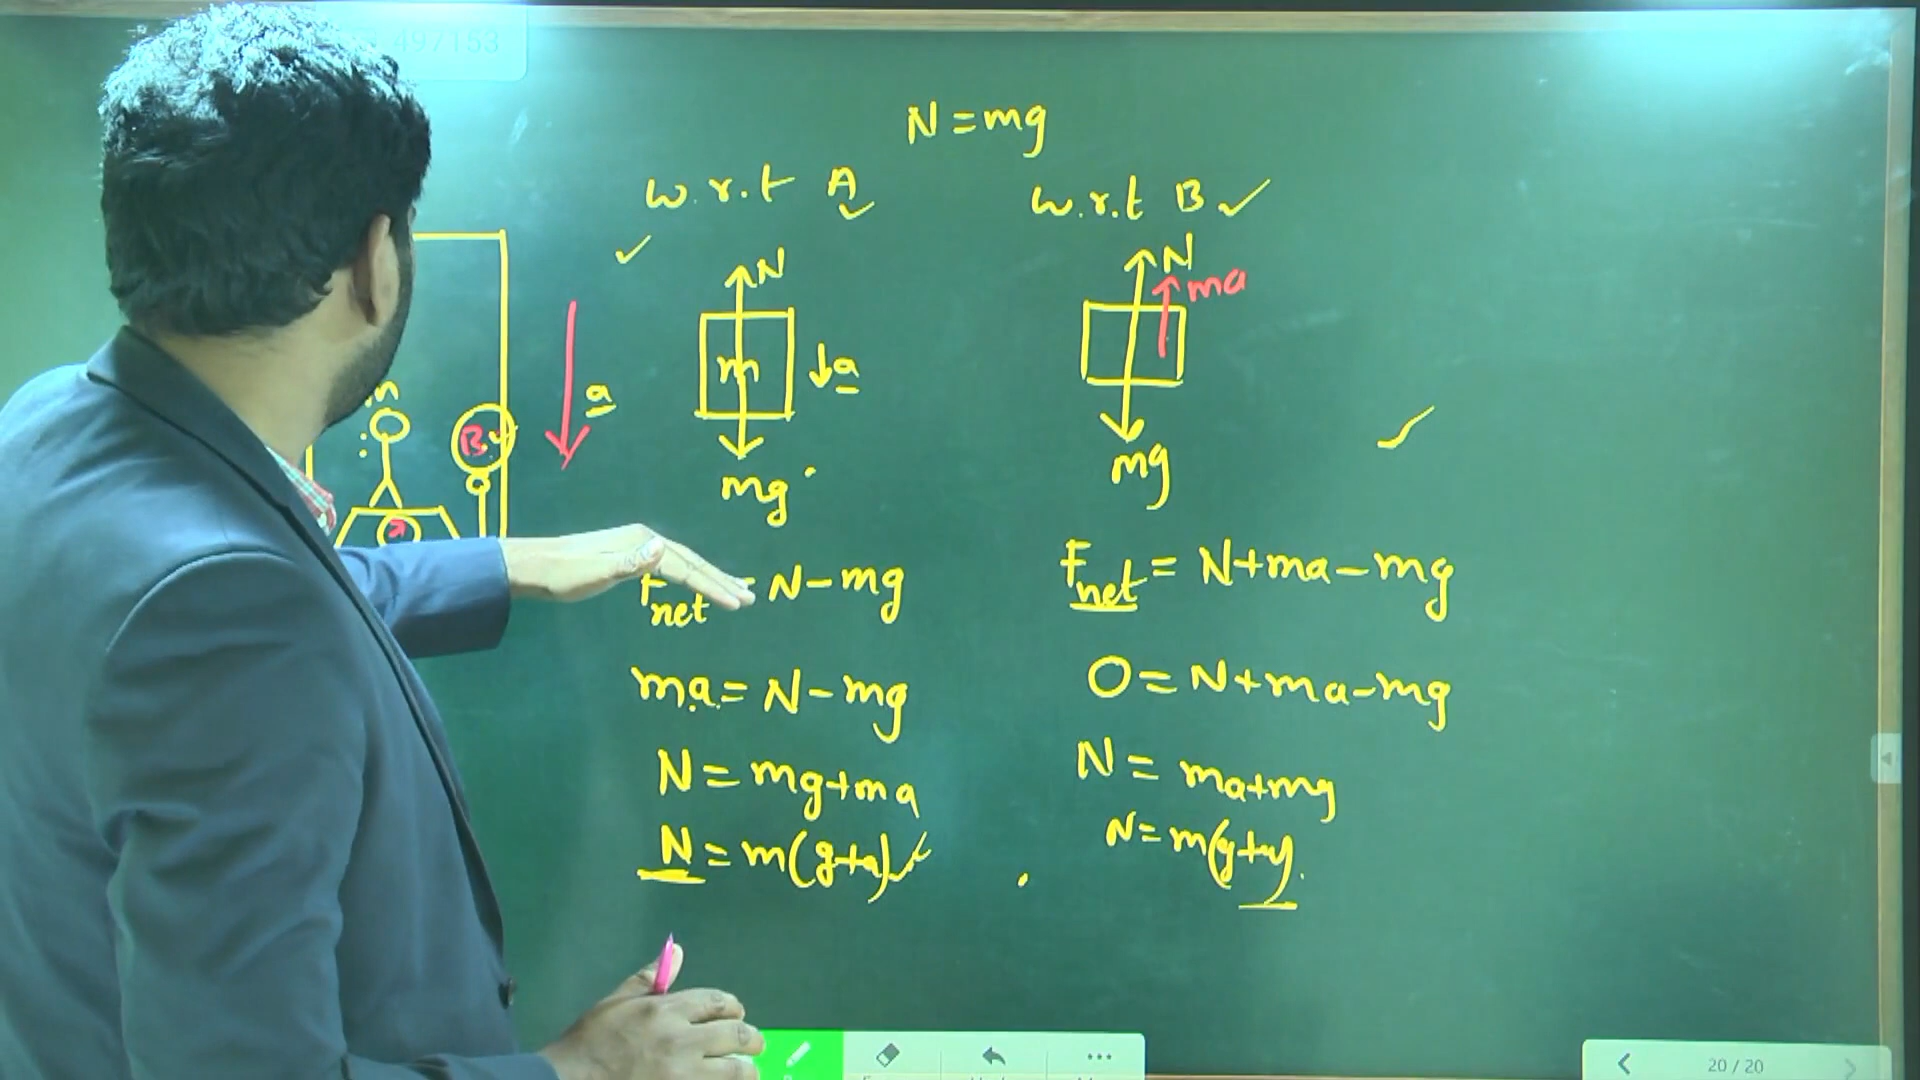 497153
N = mg
w.r.t A
w.r.t B
N
N
ma
m
a
a
m
B
mg
mg
Fnet = N - mg
Fnet = N + ma - mg
ma = N - mg
0 = N + ma - mg
N = mg + ma
N = ma + mg
N = m(g+a)
N = m(g+a)
20 / 20